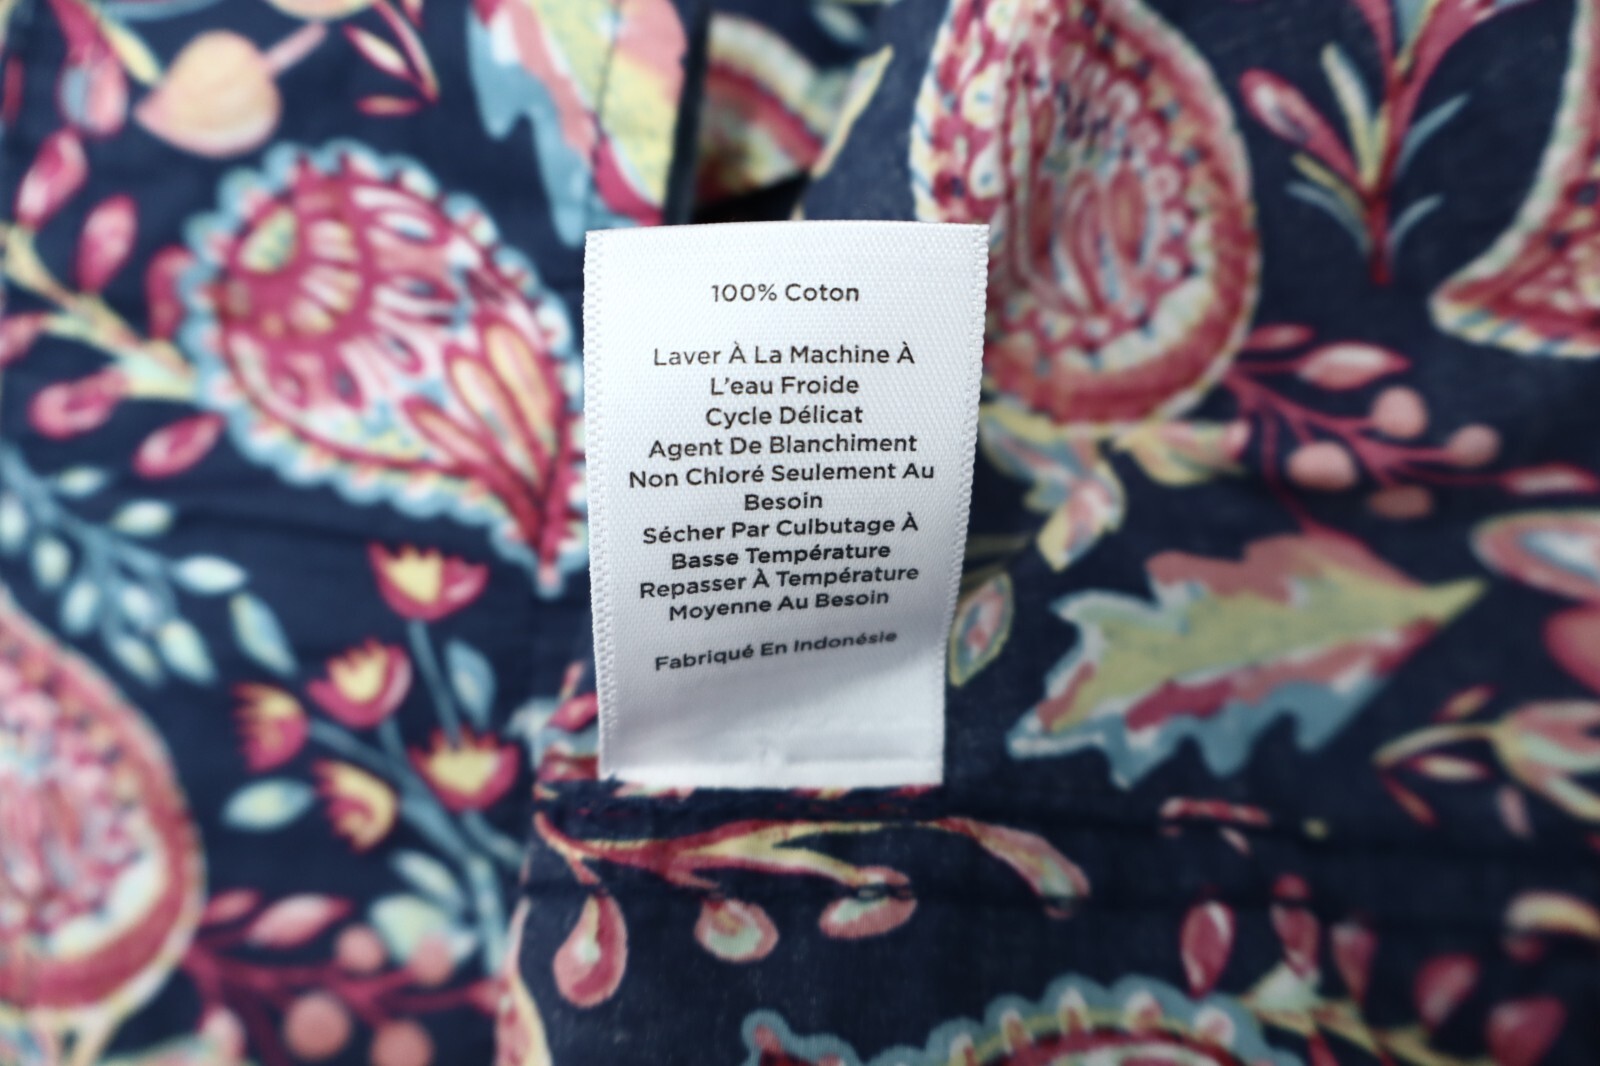 100% Coton
Laver À La Machine À
L'eau Froide
Cycle Délicat
Agent De Blanchiment
Non Chloré Seulement Au
Besoin
Sécher Par Culbutage À
Basse Température
Repasser À Température
Moyenne Au Besoin
Fabriqué En Indonésie